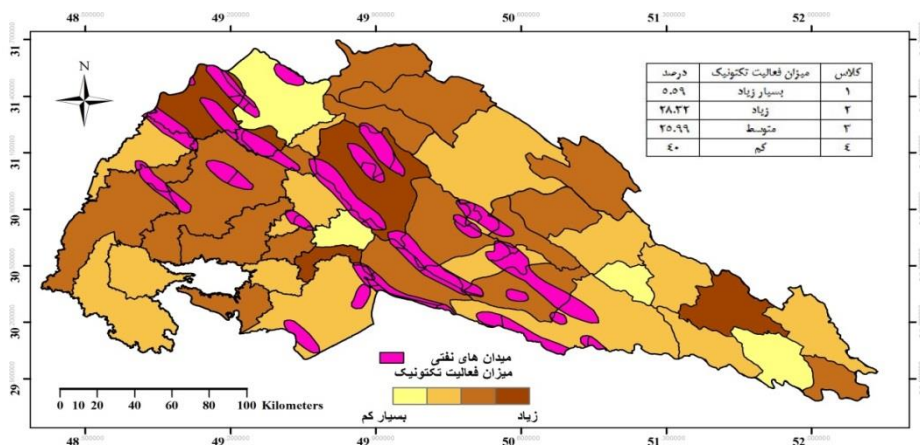 48 49 49 50 51 52
31
31
30
30
30
30
29
N
کلاس میزان فعالیت تکتونیک درصد
۱ بسیار زیاد ۵.۵۹
۲ زیاد ۲۸.۳۲
۳ متوسط ۲۵.۹۹
٤ کم ٤۰
میدان های نفتی
میزان فعالیت تکتونیک
بسیار کم زیاد
0 10 20 40 60 80 100 Kilometers
48 49 49 50 51 52